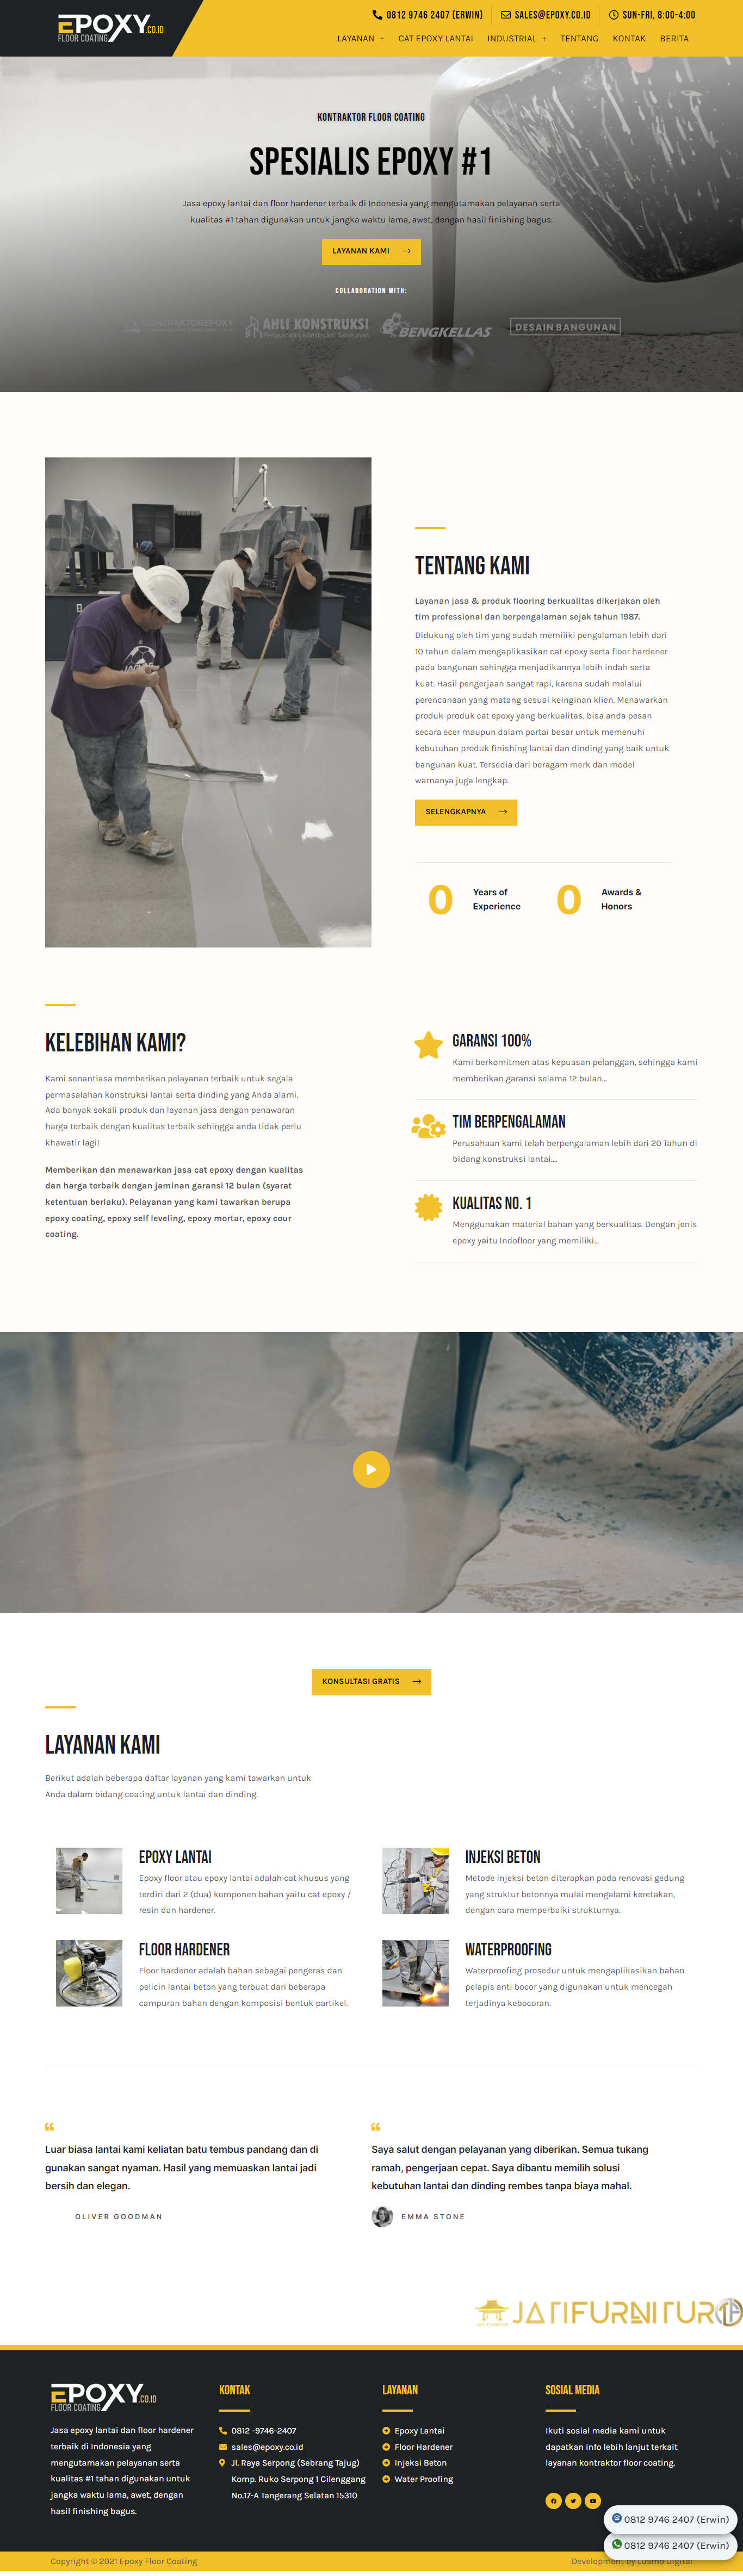 EPOXY.CO.ID
FLOOR COATING
0812 9746 2407 (ERWIN)
SALES@EPOXY.CO.ID
SUN-FRI, 8:00-4:00
LAYANAN +
CAT EPOXY LANTAI
INDUSTRIAL +
TENTANG
KONTAK
BERITA
KONTRAKTOR FLOOR COATING
SPESIALIS EPOXY #1
Jasa epoxy lantai dan floor hardener terbaik di Indonesia yang mengutamakan pelayanan serta
kualitas #1 tahan digunakan untuk jangka waktu lama, awet, dengan hasil finishing bagus.
LAYANAN KAMI
COLLABORATION WITH:
KONTRAKTOREPOXY
AHLI KONSTRUKSI
Perusahaan Konstruksi Bangunan
BENGKELLAS
DESAIN BANGUNAN
TENTANG KAMI
Layanan jasa & produk flooring berkualitas dikerjakan oleh
tim professional dan berpengalaman sejak tahun 1987.
Didukung oleh tim yang sudah memiliki pengalaman lebih dari
10 tahun dalam mengaplikasikan cat epoxy serta floor hardener
pada bangunan sehingga menjadikannya lebih indah serta
kuat. Hasil pengerjaan sangat rapi, karena sudah melalui
perencanaan yang matang sesuai keinginan klien. Menawarkan
produk-produk cat epoxy yang berkualitas, bisa anda pesan
secara ecer maupun dalam partai besar untuk memenuhi
kebutuhan produk finishing lantai dan dinding yang baik untuk
bangunan kuat. Tersedia dari beragam merk dan model
warnanya juga lengkap.
SELENGKAPNYA
0
Years of
Experience
0
Awards &
Honors
KELEBIHAN KAMI?
Kami senantiasa memberikan pelayanan terbaik untuk segala
permasalahan konstruksi lantai serta dinding yang Anda alami.
Ada banyak sekali produk dan layanan jasa dengan penawaran
harga terbaik dengan kualitas terbaik sehingga anda tidak perlu
khawatir lagi!
Memberikan dan menawarkan jasa cat epoxy dengan kualitas
dan harga terbaik dengan jaminan garansi 12 bulan (syarat
ketentuan berlaku). Pelayanan yang kami tawarkan berupa
epoxy coating, epoxy self leveling, epoxy mortar, epoxy cour
coating.
GARANSI 100%
Kami berkomitmen atas kepuasan pelanggan, sehingga kami
memberikan garansi selama 12 bulan...
TIM BERPENGALAMAN
Perusahaan kami telah berpengalaman lebih dari 20 Tahun di
bidang konstruksi lantai....
KUALITAS NO. 1
Menggunakan material bahan yang berkualitas. Dengan jenis
epoxy yaitu Indofloor yang memiliki...
KONSULTASI GRATIS
LAYANAN KAMI
Berikut adalah beberapa daftar layanan yang kami tawarkan untuk
Anda dalam bidang coating untuk lantai dan dinding.
EPOXY LANTAI
Epoxy floor atau epoxy lantai adalah cat khusus yang
terdiri dari 2 (dua) komponen bahan yaitu cat epoxy /
resin dan hardener.
INJEKSI BETON
Metode injeksi beton diterapkan pada renovasi gedung
yang struktur betonnya mulai mengalami keretakan,
dengan cara memperbaiki strukturnya.
FLOOR HARDENER
Floor hardener adalah bahan sebagai pengeras dan
pelicin lantai beton yang terbuat dari beberapa
campuran bahan dengan komposisi bentuk partikel.
WATERPROOFING
Waterproofing prosedur untuk mengaplikasikan bahan
pelapis anti bocor yang digunakan untuk mencegah
terjadinya kebocoran.
Luar biasa lantai kami keliatan batu tembus pandang dan di
gunakan sangat nyaman. Hasil yang memuaskan lantai jadi
bersih dan elegan.
OLIVER GOODMAN
Saya salut dengan pelayanan yang diberikan. Semua tukang
ramah, pengerjaan cepat. Saya dibantu memilih solusi
kebutuhan lantai dan dinding rembes tanpa biaya mahal.
EMMA STONE
JATIFURNITUR
EPOXY.CO.ID
FLOOR COATING
Jasa epoxy lantai dan floor hardener
terbaik di Indonesia yang
mengutamakan pelayanan serta
kualitas #1 tahan digunakan untuk
jangka waktu lama, awet, dengan
hasil finishing bagus.
KONTAK
0812 -9746-2407
sales@epoxy.co.id
Jl. Raya Serpong (Sebrang Tajug)
Komp. Ruko Serpong 1 Cilenggang
No.17-A Tangerang Selatan 15310
LAYANAN
Epoxy Lantai
Floor Hardener
Injeksi Beton
Water Proofing
SOSIAL MEDIA
Ikuti sosial media kami untuk
dapatkan info lebih lanjut terkait
layanan kontraktor floor coating.
0812 9746 2407 (Erwin)
0812 9746 2407 (Erwin)
Copyright © 2021 Epoxy Floor Coating
Development by Lusmo Digital